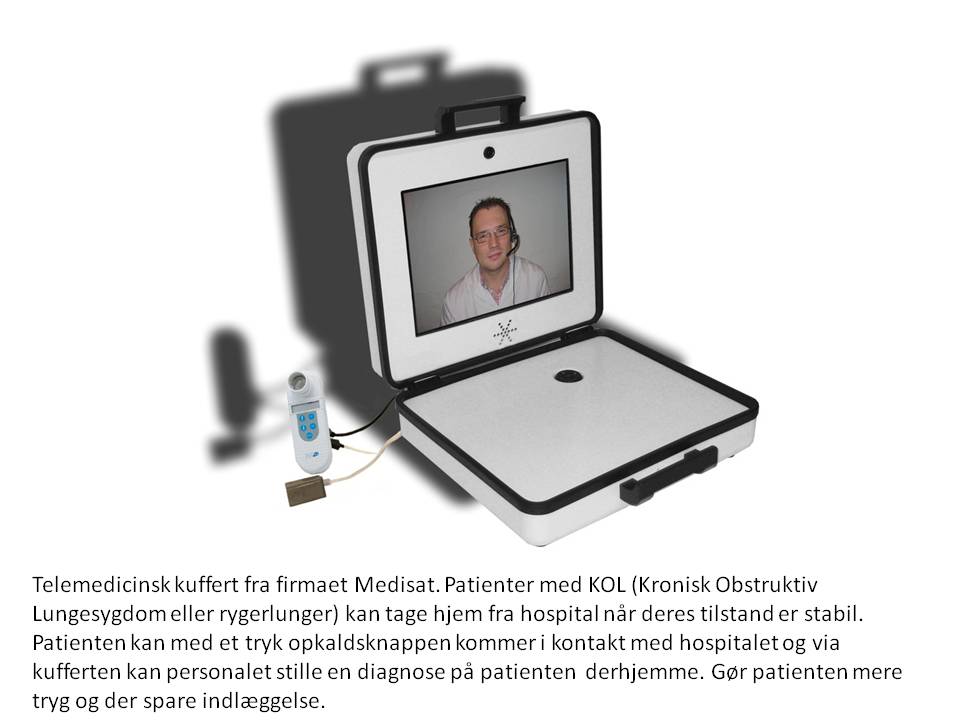 Telemedicinsk kuffert fra firmaet Medisat. Patienter med KOL (Kronisk Obstruktiv
Lungesygdom eller rygerlunger) kan tage hjem fra hospital når deres tilstand er stabil.
Patienten kan med et tryk opkaldsknappen kommer i kontakt med hospitalet og via
kufferten kan personalet stille en diagnose på patienten derhjemme. Gør patienten mere
tryg og der spare indlæggelse.